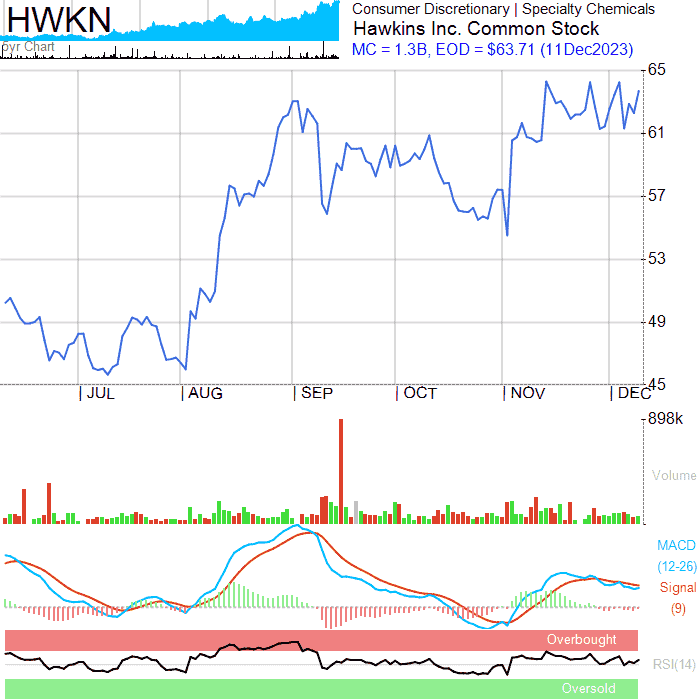 HWKN
5yr Chart
Consumer Discretionary | Specialty Chemicals
Hawkins Inc. Common Stock
MC = 1.3B, EOD = $63.71 (11Dec2023)
65
61
57
53
49
45
JUL
AUG
SEP
OCT
NOV
DEC
898k
Volume
MACD
(12-26)
Signal
(9)
Overbought
RSI(14)
Oversold